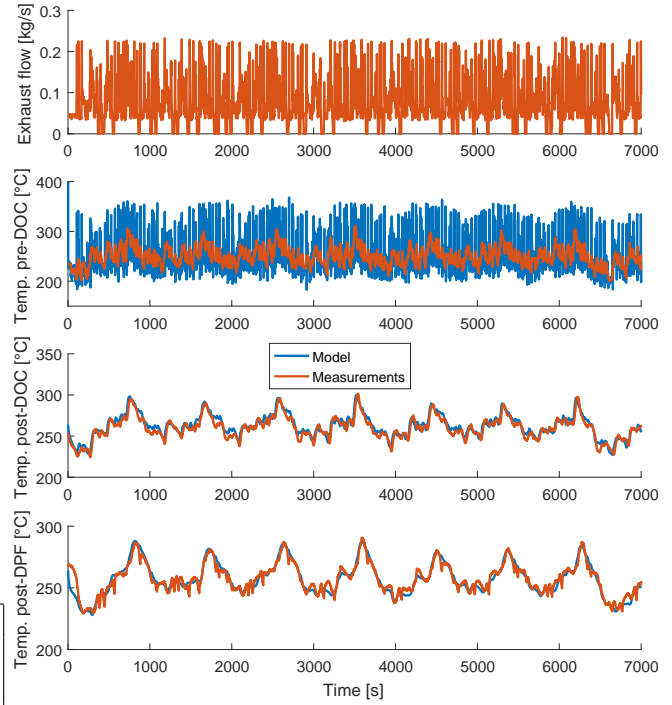 Exhaust flow [kg/s]
0.3
0.2
0.1
0
0 1000 2000 3000 4000 5000 6000 7000
Temp. pre-DOC [°C]
400
300
200
0 1000 2000 3000 4000 5000 6000 7000
Temp. post-DOC [°C]
350
300
250
200
Model
Measurements
0 1000 2000 3000 4000 5000 6000 7000
Temp. post-DPF [°C]
300
250
200
0 1000 2000 3000 4000 5000 6000 7000
Time [s]